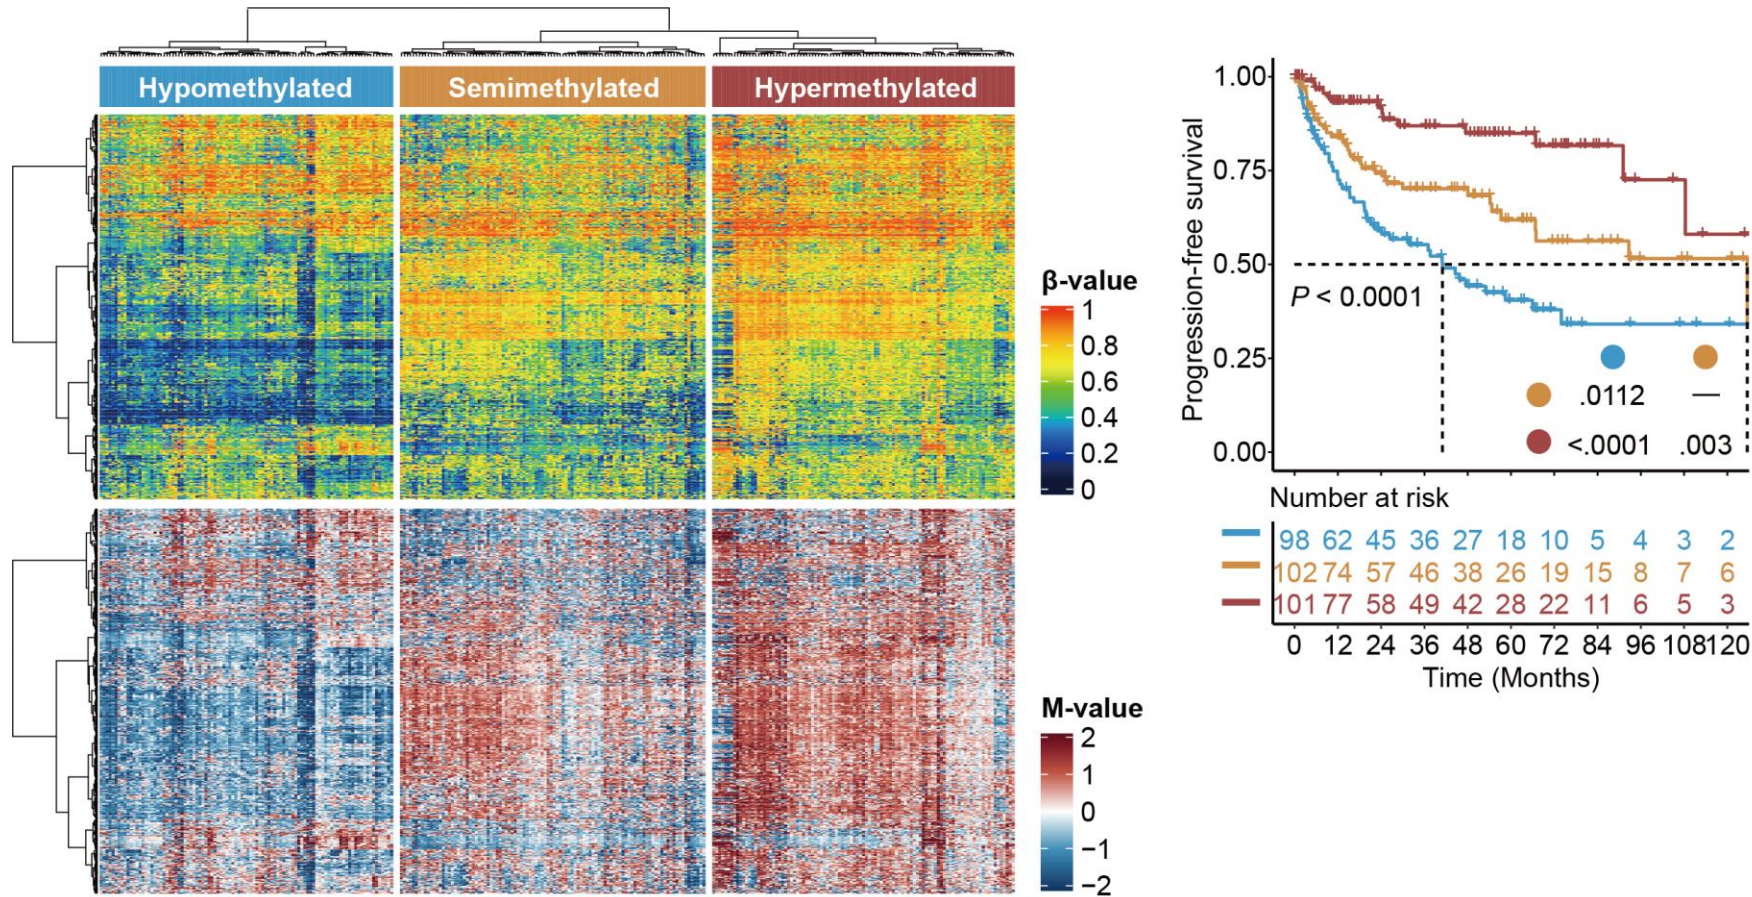 Hypomethylated Semimethylated Hypermethylated
β-value
1
0.8
0.6
0.4
0.2
0
M-value
2
1
0
−1
−2
Progression-free survival
1.00
0.75
0.50
0.25
0.00
P < 0.0001
.0112 —
<.0001 .003
Number at risk
98 62 45 36 27 18 10 5 4 3 2
102 74 57 46 38 26 19 15 8 7 6
101 77 58 49 42 28 22 11 6 5 3
0 12 24 36 48 60 72 84 96 108 120
Time (Months)